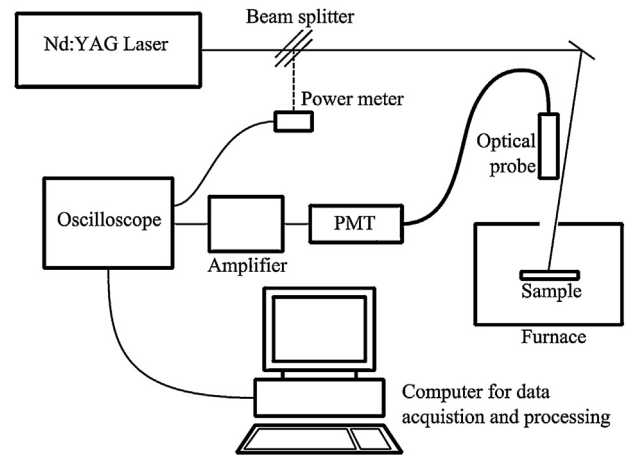 Beam splitter
Nd:YAG Laser
Power meter
Optical
probe
Oscilloscope
PMT
Amplifier
Sample
Furnace
Computer for data
acquistion and processing